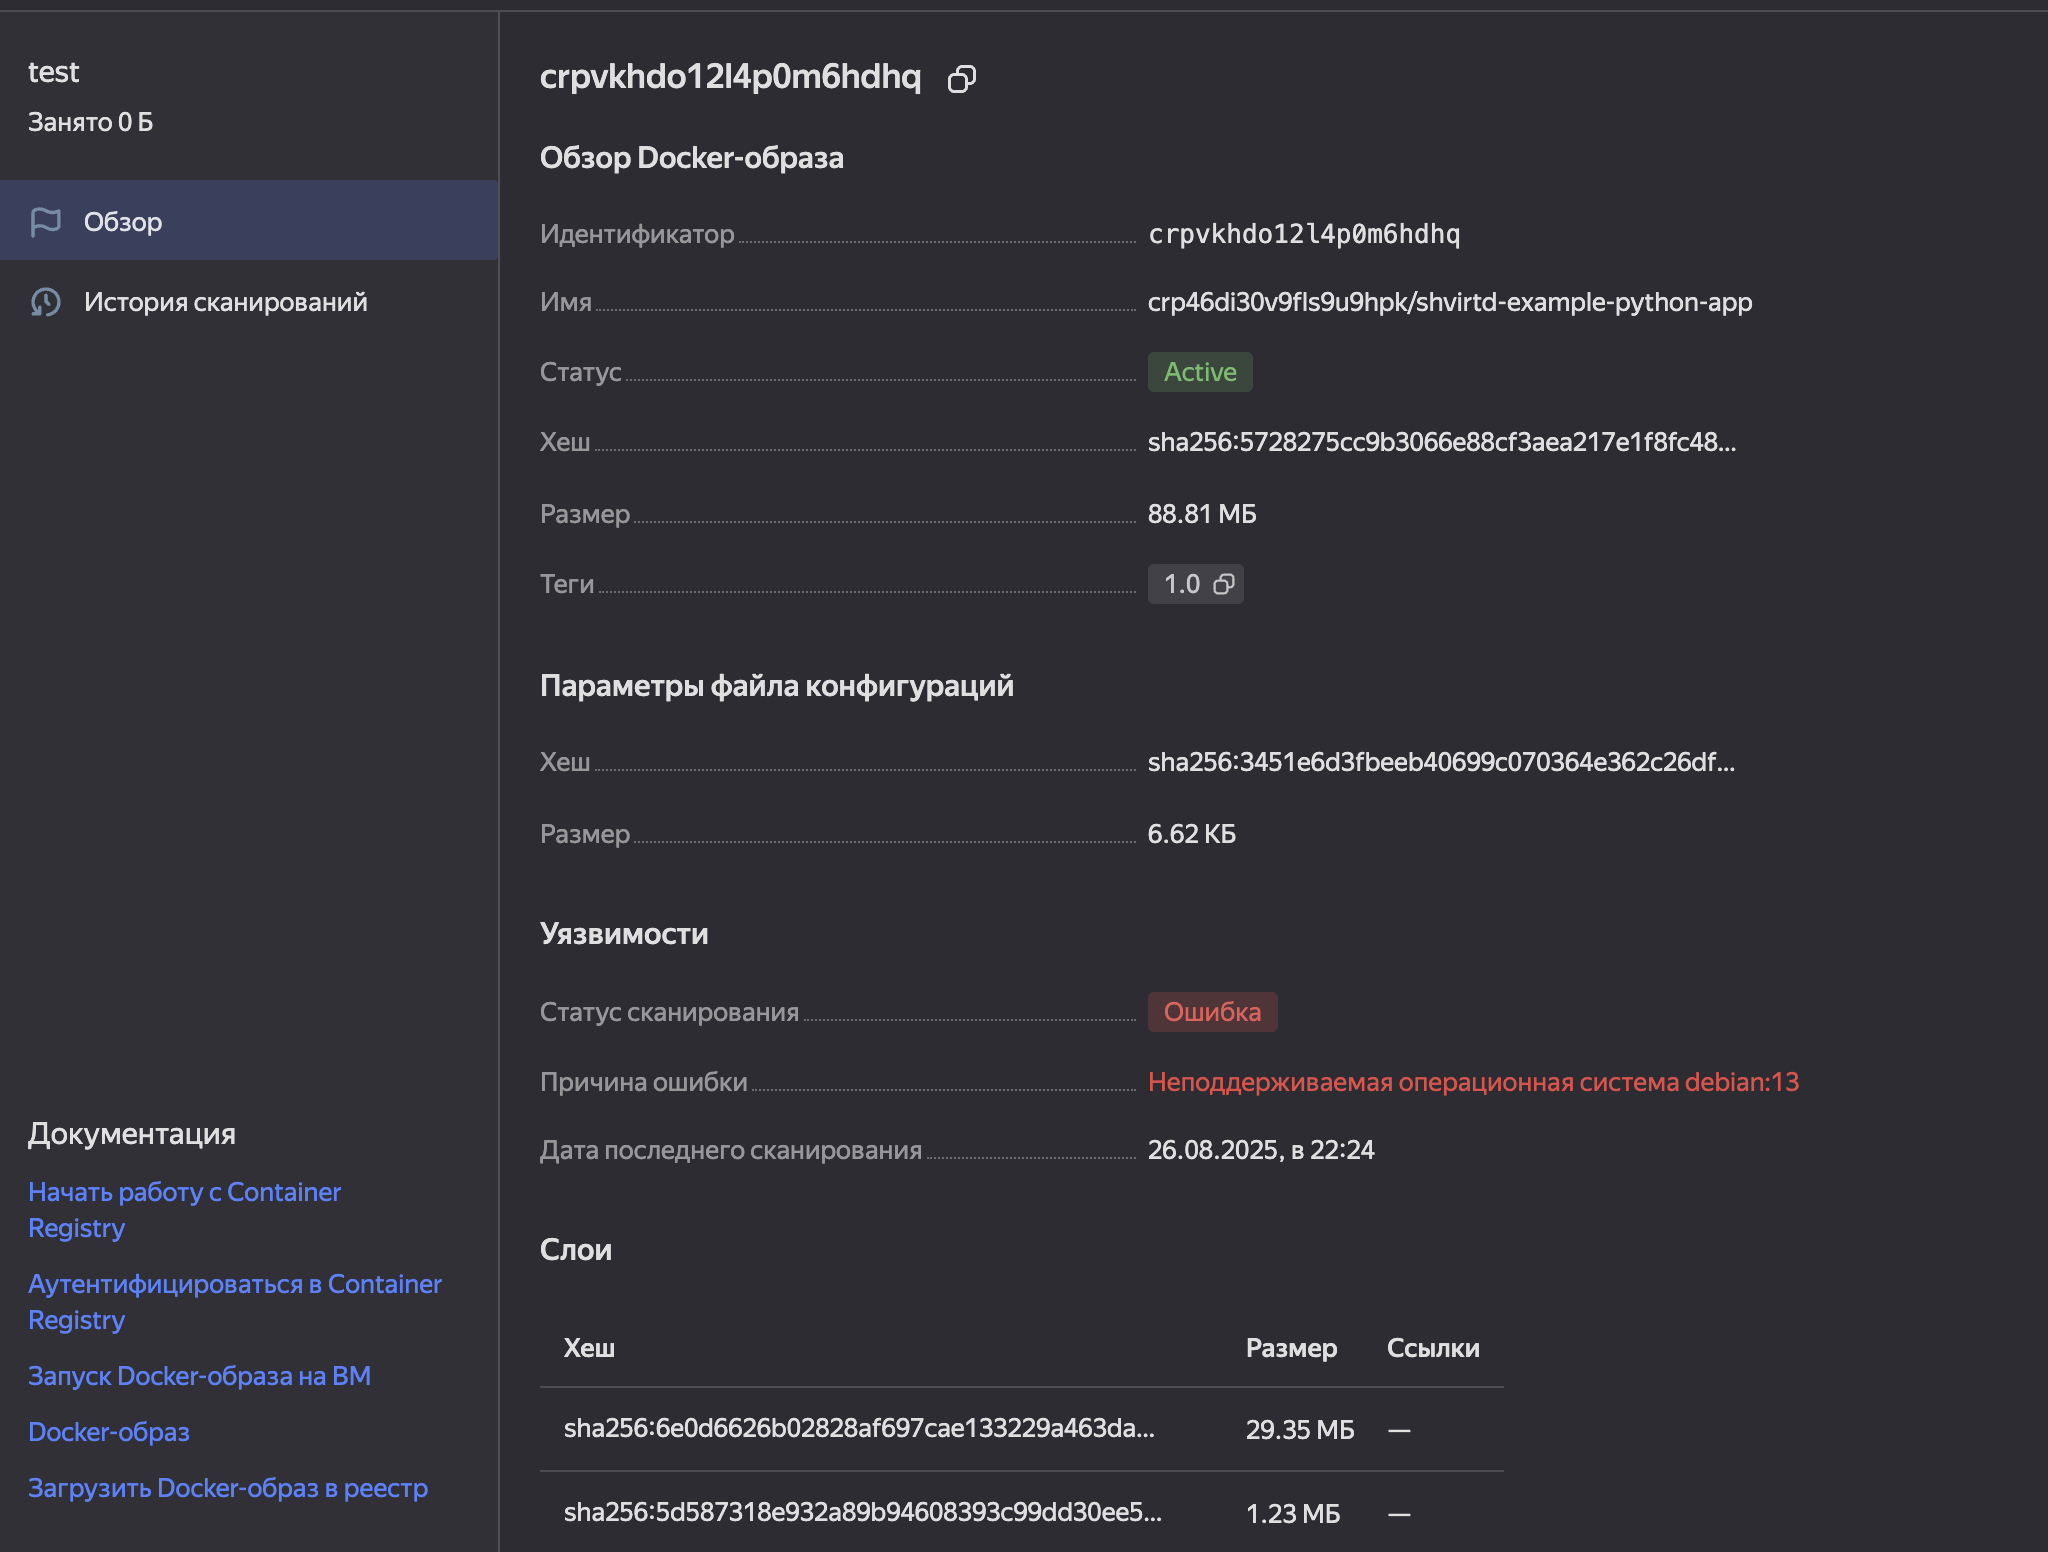 test
Занято 0 Б
Обзор
История сканирований
Документация
Начать работу с Container
Registry
Аутентифицироваться в Container
Registry
Запуск Docker-образа на ВМ
Docker-образ
Загрузить Docker-образ в реестр
crpvkhdo12l4p0m6hdhq
Обзор Docker-образа
Идентификатор crpvkhdo12l4p0m6hdhq
Имя crp46di30v9fls9u9hpk/shvirtd-example-python-app
Статус Active
Хеш sha256:5728275cc9b3066e88cf3aea217e1f8fc48...
Размер 88.81 МБ
Теги 1.0
Параметры файла конфигураций
Хеш sha256:3451e6d3fbeeb40699c070364e362c26df...
Размер 6.62 КБ
Уязвимости
Статус сканирования Ошибка
Причина ошибки Неподдерживаемая операционная система debian:13
Дата последнего сканирования 26.08.2025, в 22:24
Слои
Хеш Размер Ссылки
sha256:6e0d6626b02828af697cae133229a463da... 29.35 МБ —
sha256:5d587318e932a89b94608393c99dd30ee5... 1.23 МБ —